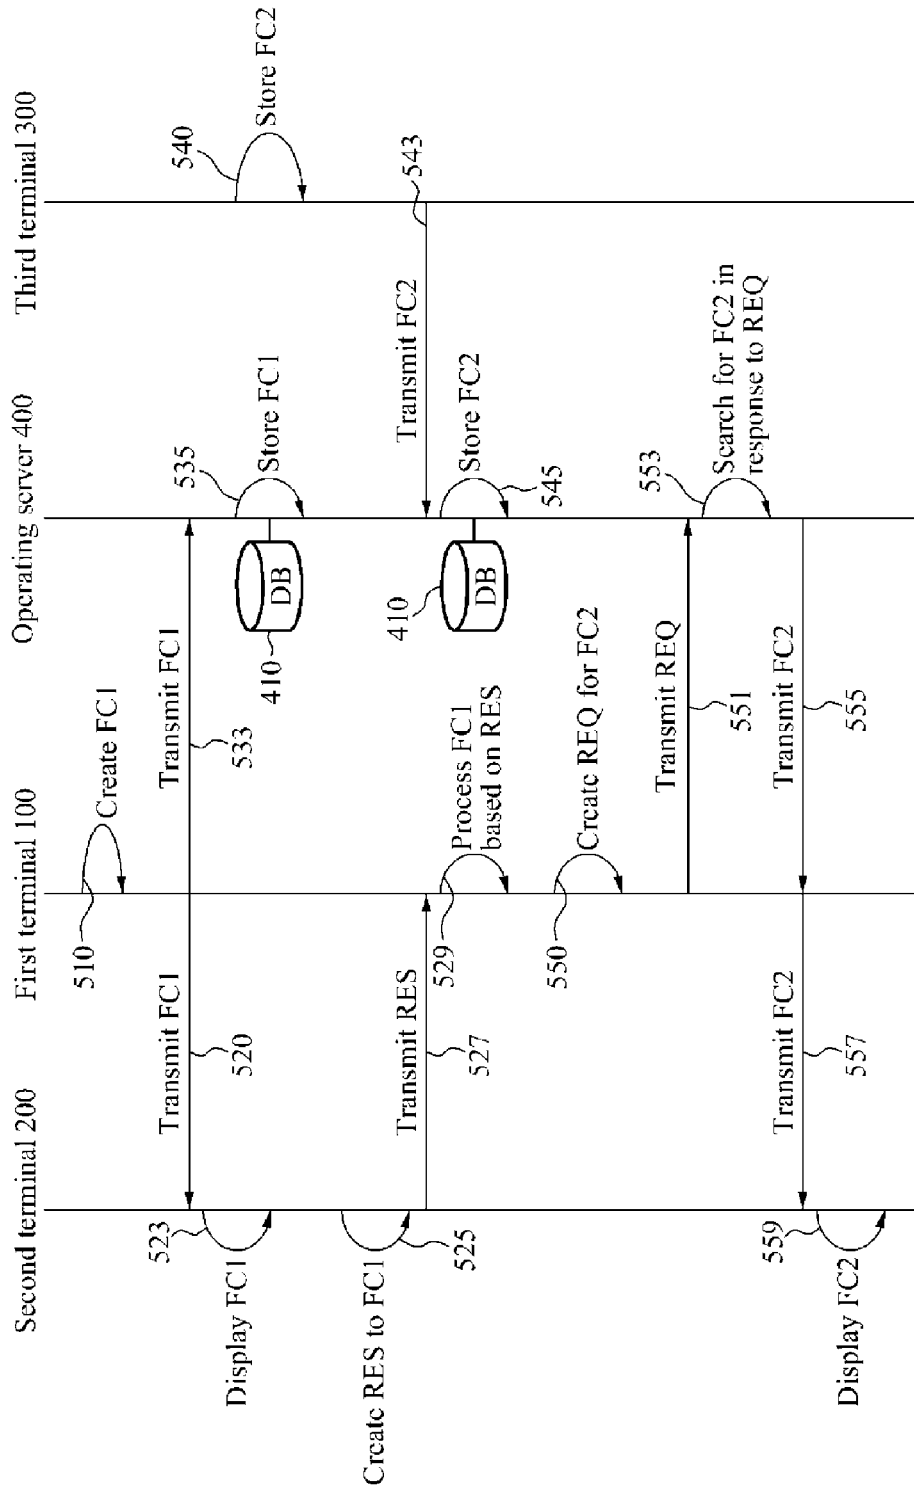 Second terminal 200
First terminal 100
Operating server 400
Third terminal 300
510
Create FC1
Transmit FC1
520
Transmit FC1
533
523
Display FC1
535
Store FC1
DB
410
540
Store FC2
Create RES to FC1
525
Transmit RES
527
Transmit FC2
543
529
Process FC1
based on RES
410
DB
Store FC2
545
550
Create REQ for FC2
Transmit REQ
551
553
Search for FC2 in
response to REQ
Transmit FC2
555
Transmit FC2
557
559
Display FC2